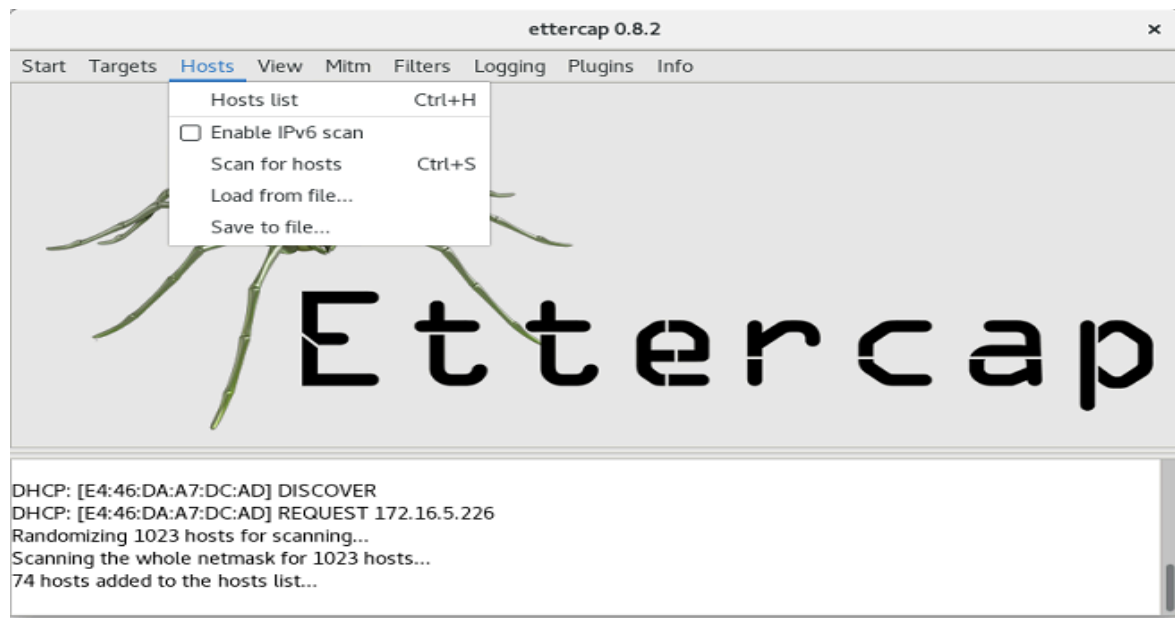 ettercap 0.8.2 ×
Start Targets Hosts View Mitm Filters Logging Plugins Info
Hosts list Ctrl+H
Enable IPv6 scan
Scan for hosts Ctrl+S
Load from file...
Save to file...
Ettercap
DHCP: [E4:46:DA:A7:DC:AD] DISCOVER
DHCP: [E4:46:DA:A7:DC:AD] REQUEST 172.16.5.226
Randomizing 1023 hosts for scanning...
Scanning the whole netmask for 1023 hosts...
74 hosts added to the hosts list...